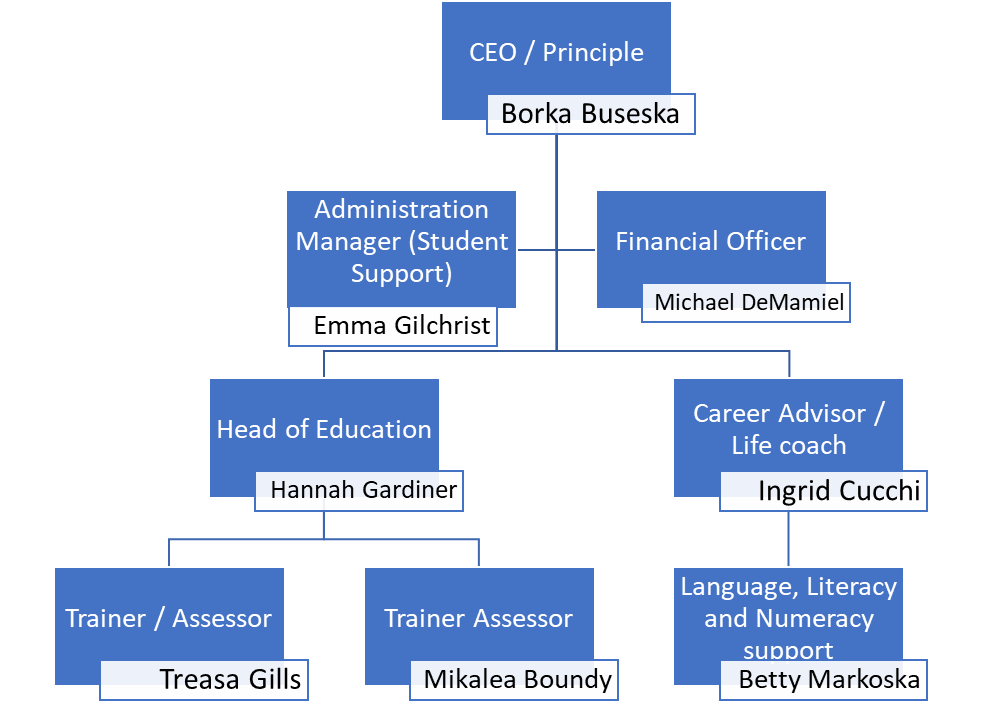 CEO / Principle
Borka Buseska
Administration
Manager (Student
Support)
Emma Gilchrist
Financial Officer
Michael DeMamiel
Head of Education
Hannah Gardiner
Career Advisor /
Life coach
Ingrid Cucchi
Trainer / Assessor
Treasa Gills
Trainer Assessor
Mikalea Boundy
Language, Literacy
and Numeracy
support
Betty Markoska